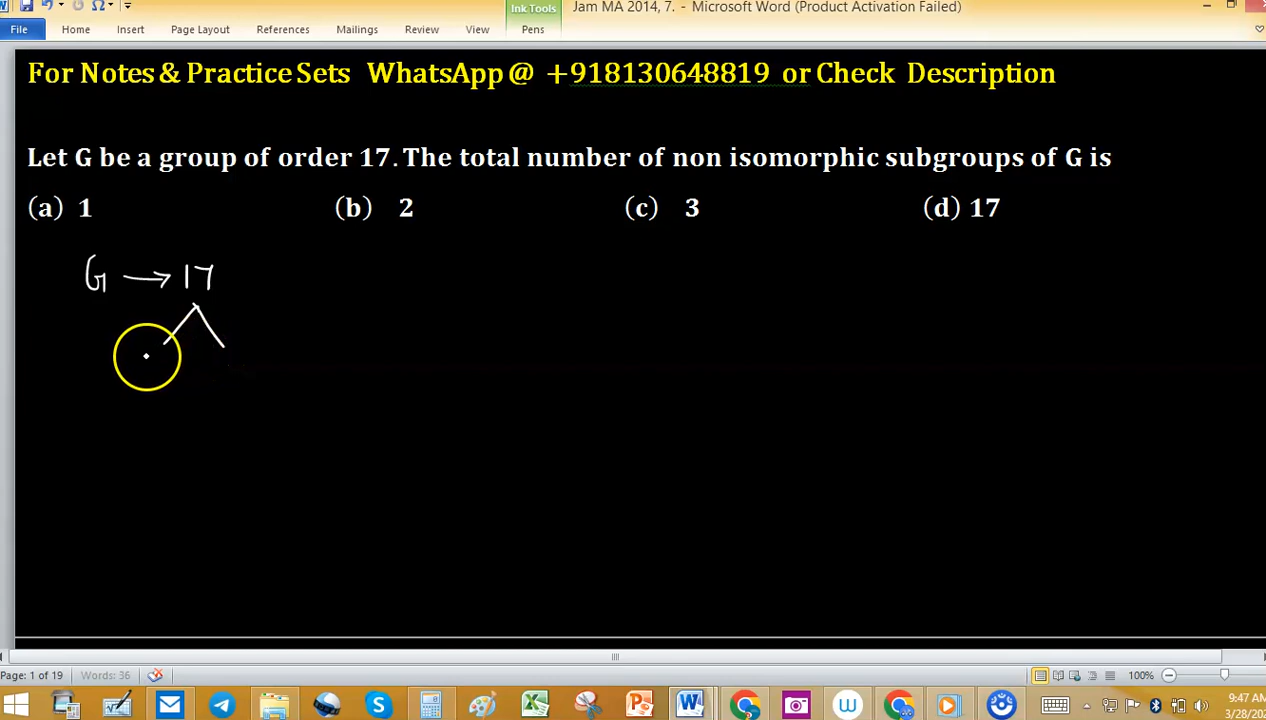 Jam MA 2014, 7. - Microsoft Word (Product Activation Failed)
Ink Tools
File Home Insert Page Layout References Mailings Review View Pens
For Notes & Practice Sets WhatsApp @ +918130648819 or Check Description
Let G be a group of order 17. The total number of non isomorphic subgroups of G is
(a) 1 (b) 2 (c) 3 (d) 17
G → 17
Page: 1 of 19 Words: 36 100%
9:47 AM
3/28/20